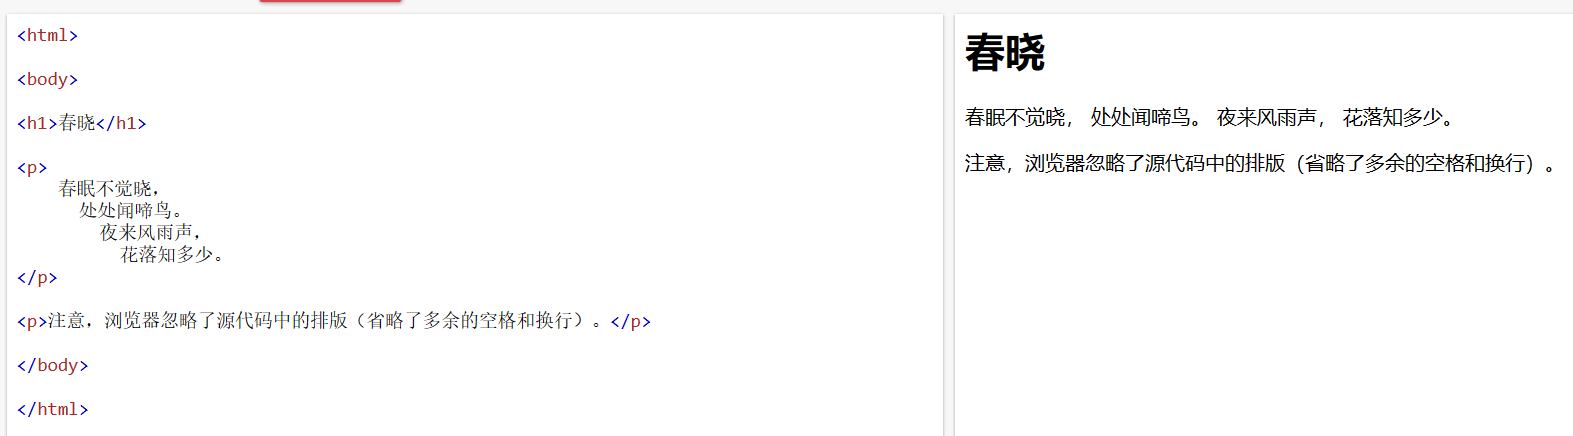 <html>
<body>
<h1>春晓</h1>
<p>
春眠不觉晓，
处处闻啼鸟。
夜来风雨声，
花落知多少。
</p>
<p>注意，浏览器忽略了源代码中的排版（省略了多余的空格和换行）。</p>
</body>
</html>
春晓
春眠不觉晓， 处处闻啼鸟。 夜来风雨声， 花落知多少。
注意，浏览器忽略了源代码中的排版（省略了多余的空格和换行）。